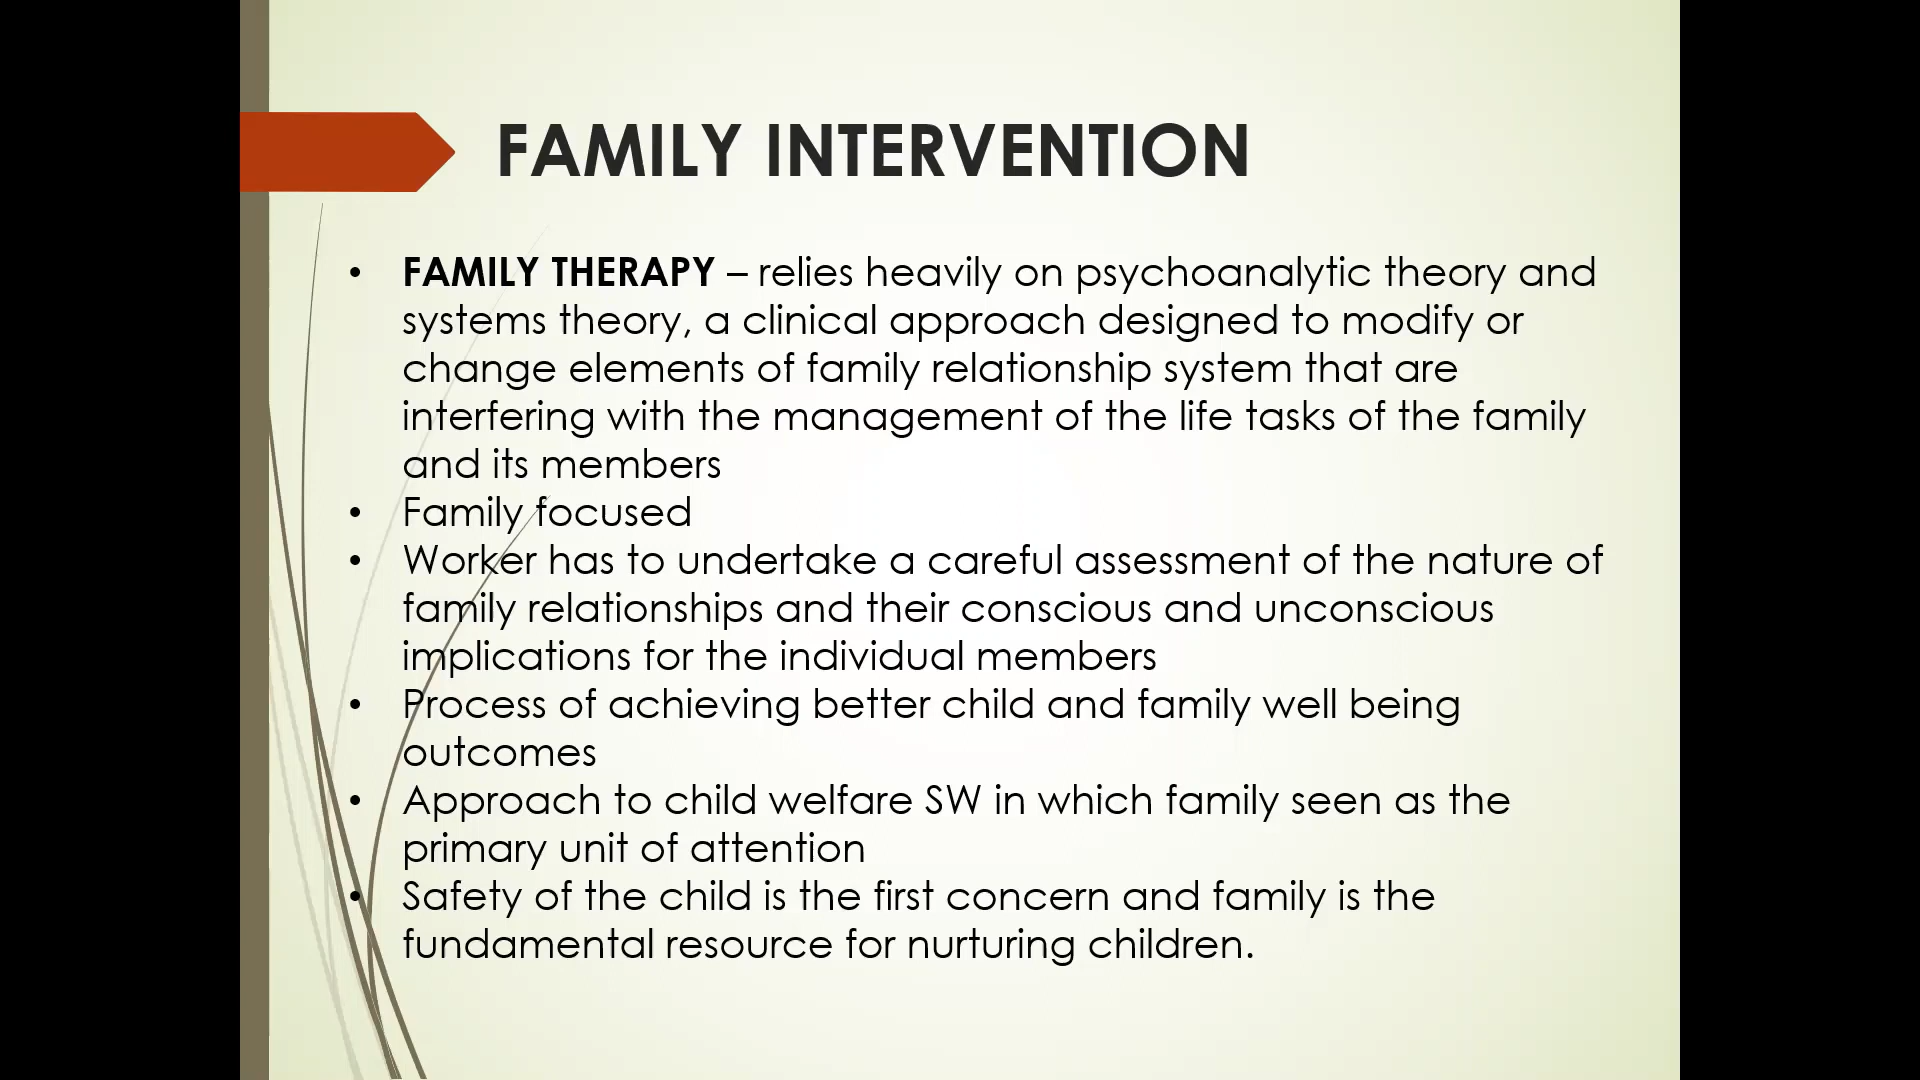 FAMILY INTERVENTION
• FAMILY THERAPY – relies heavily on psychoanalytic theory and
systems theory, a clinical approach designed to modify or
change elements of family relationship system that are
interfering with the management of the life tasks of the family
and its members
• Family focused
• Worker has to undertake a careful assessment of the nature of
family relationships and their conscious and unconscious
implications for the individual members
• Process of achieving better child and family well being
outcomes
• Approach to child welfare SW in which family seen as the
primary unit of attention
• Safety of the child is the first concern and family is the
fundamental resource for nurturing children.